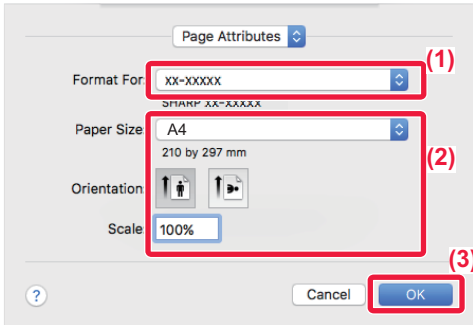 Page Attributes
(1)
Format For: xx-xxxxx
SHARP xx-xxxxx
Paper Size: A4
210 by 297 mm
(2)
Orientation:
Scale: 100%
(3)
? Cancel OK